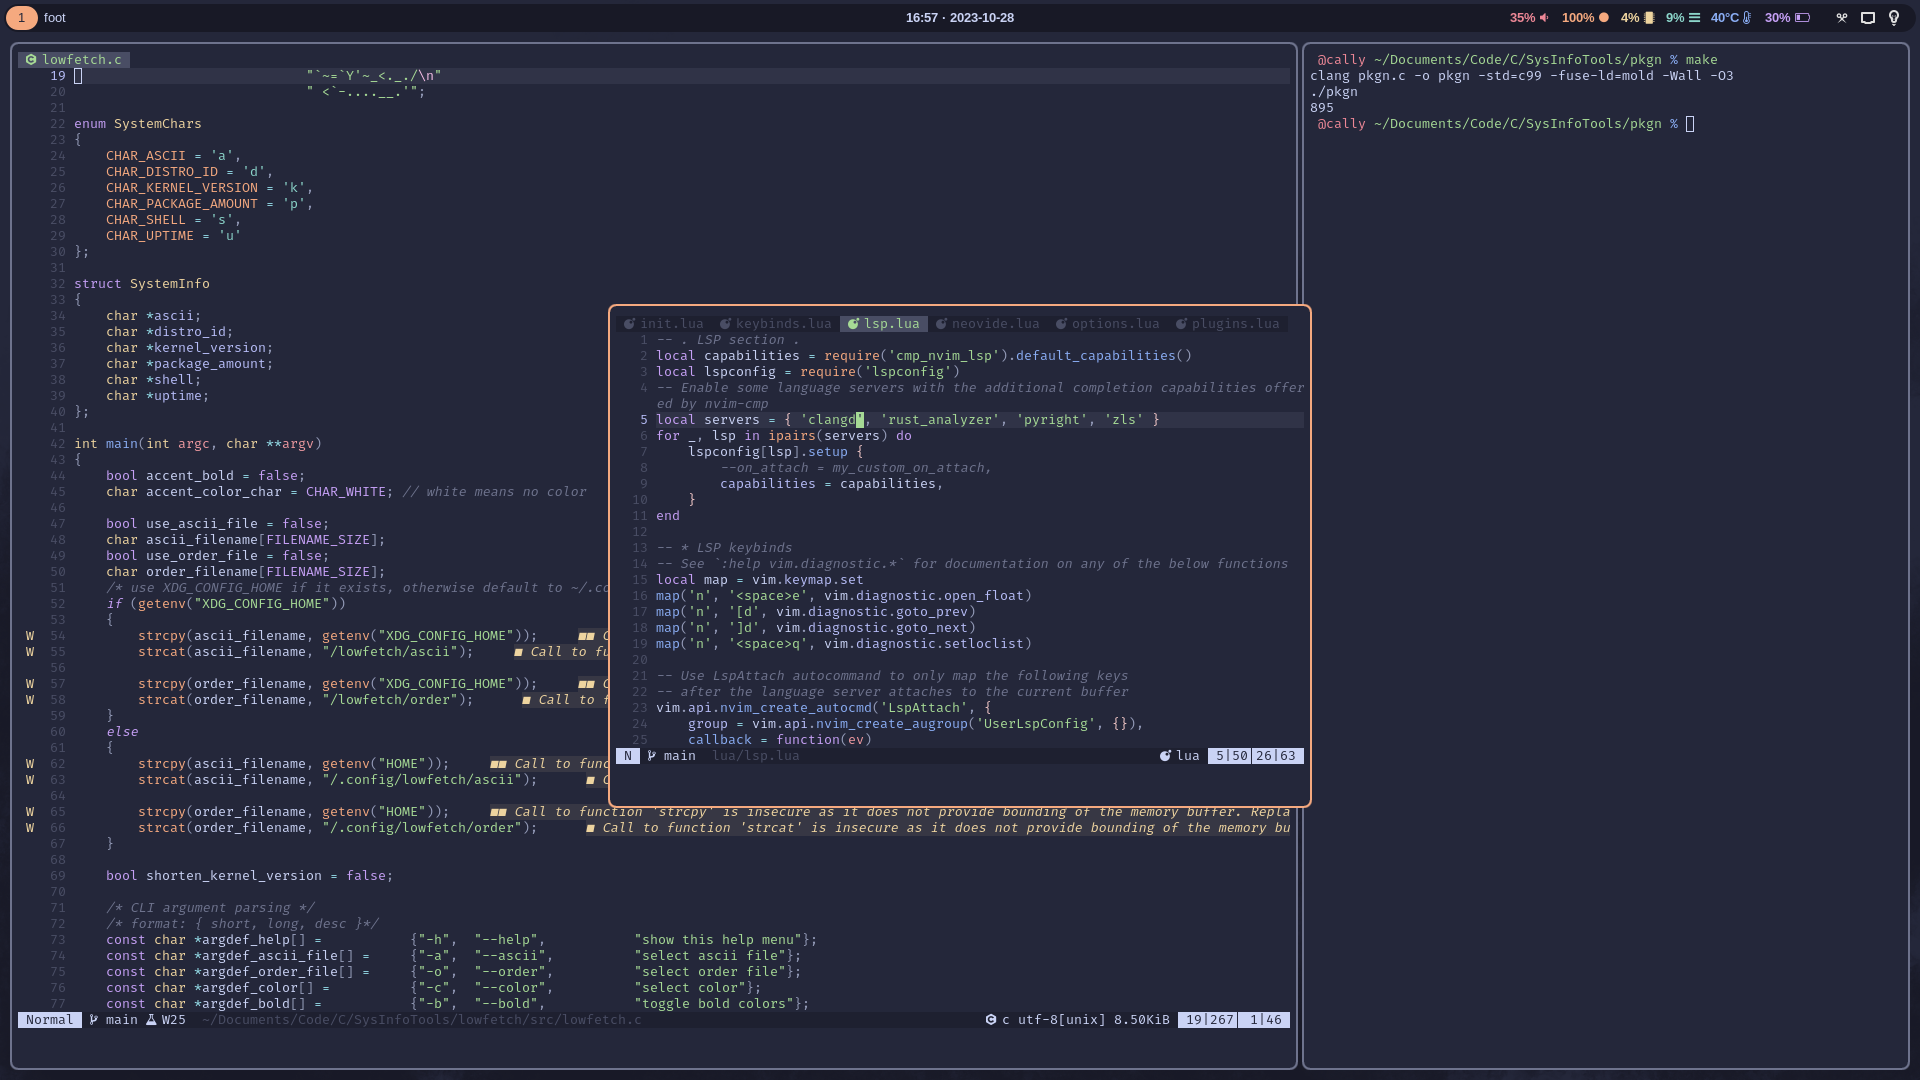 1 foot 16:57 · 2023-10-28 35% 100% 4% 9% 40°C 30%
lowfetch.c
19                              "`~=`Y'~_<._./\n"
20                              " <`-....__.'";
21
22 enum SystemChars
23 {
24     CHAR_ASCII = 'a',
25     CHAR_DISTRO_ID = 'd',
26     CHAR_KERNEL_VERSION = 'k',
27     CHAR_PACKAGE_AMOUNT = 'p',
28     CHAR_SHELL = 's',
29     CHAR_UPTIME = 'u'
30 };
31
32 struct SystemInfo
33 {
34     char *ascii;
35     char *distro_id;
36     char *kernel_version;
37     char *package_amount;
38     char *shell;
39     char *uptime;
40 };
41
42 int main(int argc, char **argv)
43 {
44     bool accent_bold = false;
45     char accent_color_char = CHAR_WHITE; // white means no color
46
47     bool use_ascii_file = false;
48     char ascii_filename[FILENAME_SIZE];
49     bool use_order_file = false;
50     char order_filename[FILENAME_SIZE];
51     /* use XDG_CONFIG_HOME if it exists, otherwise default to ~/.co
52     if (getenv("XDG_CONFIG_HOME"))
53     {
W 54         strcpy(ascii_filename, getenv("XDG_CONFIG_HOME"));     ■■ C
W 55         strcat(ascii_filename, "/lowfetch/ascii");     ■ Call to fu
56
W 57         strcpy(order_filename, getenv("XDG_CONFIG_HOME"));     ■■ C
W 58         strcat(order_filename, "/lowfetch/order");      ■ Call to f
59     }
60     else
61     {
W 62         strcpy(ascii_filename, getenv("HOME"));     ■■ Call to func
W 63         strcat(ascii_filename, "/.config/lowfetch/ascii");      ■ C
64
W 65         strcpy(order_filename, getenv("HOME"));     ■■ Call to function 'strcpy' is insecure as it does not provide bounding of the memory buffer. Repla
W 66         strcat(order_filename, "/.config/lowfetch/order");      ■ Call to function 'strcat' is insecure as it does not provide bounding of the memory bu
67     }
68
69     bool shorten_kernel_version = false;
70
71     /* CLI argument parsing */
72     /* format: { short, long, desc }*/
73     const char *argdef_help[] =           {"-h",  "--help",           "show this help menu"};
74     const char *argdef_ascii_file[] =     {"-a",  "--ascii",          "select ascii file"};
75     const char *argdef_order_file[] =     {"-o",  "--order",          "select order file"};
76     const char *argdef_color[] =          {"-c",  "--color",          "select color"};
77     const char *argdef_bold[] =           {"-b",  "--bold",           "toggle bold colors"};
Normal main W25 ~/Documents/Code/C/SysInfoTools/lowfetch/src/lowfetch.c c utf-8[unix] 8.50KiB 19|267 1|46
init.lua keybinds.lua lsp.lua neovide.lua options.lua plugins.lua
1 -- . LSP section .
2 local capabilities = require('cmp_nvim_lsp').default_capabilities()
3 local lspconfig = require('lspconfig')
4 -- Enable some language servers with the additional completion capabilities offer
ed by nvim-cmp
5 local servers = { 'clangd', 'rust_analyzer', 'pyright', 'zls' }
6 for _, lsp in ipairs(servers) do
7     lspconfig[lsp].setup {
8         --on_attach = my_custom_on_attach,
9         capabilities = capabilities,
10     }
11 end
12
13 -- * LSP keybinds
14 -- See `:help vim.diagnostic.*` for documentation on any of the below functions
15 local map = vim.keymap.set
16 map('n', '<space>e', vim.diagnostic.open_float)
17 map('n', '[d', vim.diagnostic.goto_prev)
18 map('n', ']d', vim.diagnostic.goto_next)
19 map('n', '<space>q', vim.diagnostic.setloclist)
20
21 -- Use LspAttach autocommand to only map the following keys
22 -- after the language server attaches to the current buffer
23 vim.api.nvim_create_autocmd('LspAttach', {
24     group = vim.api.nvim_create_augroup('UserLspConfig', {}),
25     callback = function(ev)
N main lua/lsp.lua lua 5|50 26|63
@cally ~/Documents/Code/C/SysInfoTools/pkgn % make
clang pkgn.c -o pkgn -std=c99 -fuse-ld=mold -Wall -O3
./pkgn
895
@cally ~/Documents/Code/C/SysInfoTools/pkgn %